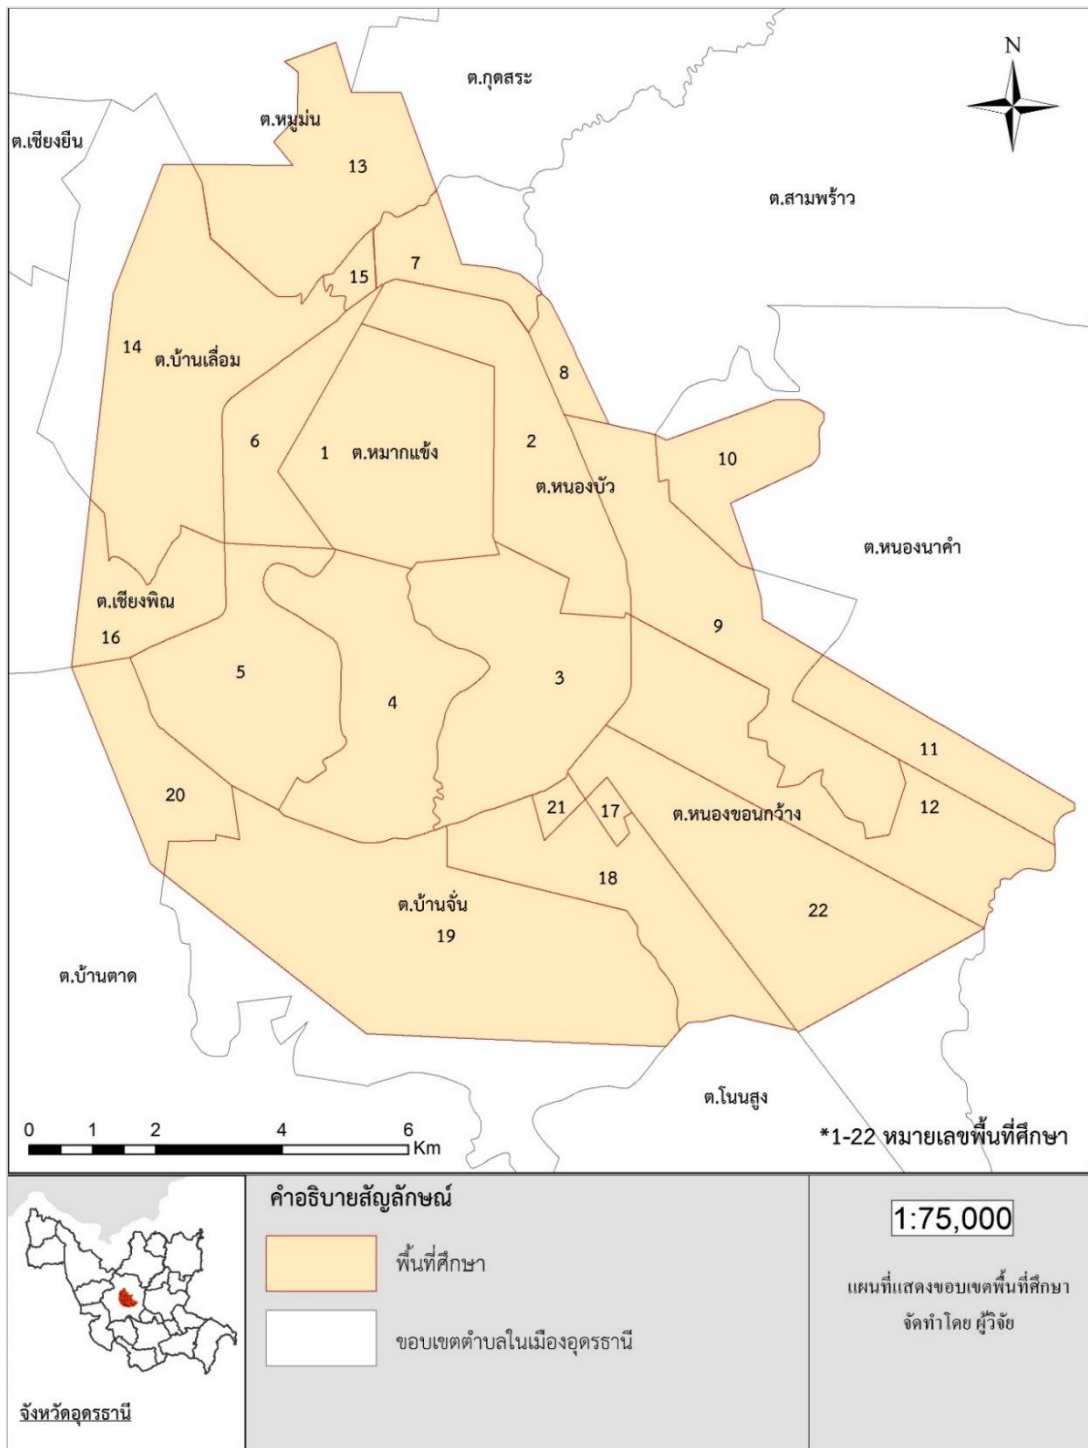 N
ต.กุดสระ
ต.หมูม่น
ต.เชียงยืน
13
ต.สามพร้าว
7
15
14
ต.บ้านเลื่อม
8
6
1
ต.หมากแข้ง
2
10
ต.หนองบัว
ต.หนองนาคำ
ต.เชียงพิณ
16
9
5
3
4
11
20
21
17
ต.หนองขอนกว้าง
12
18
ต.บ้านจั่น
22
19
ต.บ้านตาด
ต.โนนสูง
0 1 2 4 6
Km
*1-22 หมายเลขพื้นที่ศึกษา
คำอธิบายสัญลักษณ์
พื้นที่ศึกษา
ขอบเขตตำบลในเมืองอุดรธานี
จังหวัดอุดรธานี
1:75,000
แผนที่แสดงขอบเขตพื้นที่ศึกษา
จัดทำโดย ผู้วิจัย